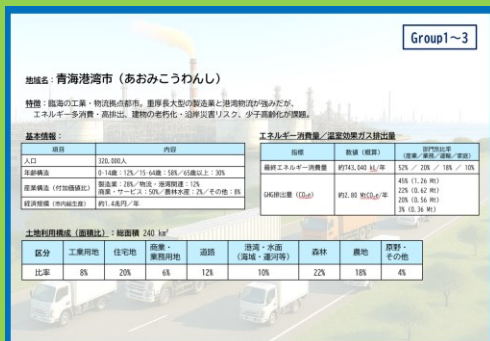 Group1～3
地域名：青海港湾市（あおみこうわんし）
特徴：臨海の工業・物流拠点都市。重厚長大型の製造業と港湾物流が強みだが、
エネルギー多消費・高排出、建物の老朽化・沿岸災害リスク、少子高齢化が課題。
基本情報：
項目 内容
人口 320,000人
年齢構造 0-14歳：12%／15-64歳：58%／65歳以上：30%
産業構造（付加価値比） 製造業：28%／物流・港湾関連：12%
商業・サービス：50%／農林水産：2%／その他：8%
経済規模（市内総生産） 約1.4兆円／年
エネルギー消費量／温室効果ガス排出量
指標 数値（概算） 部門別比率
（産業／業務／運輸／家庭）
最終エネルギー消費量 約743,040 kL／年 52% ／ 20% ／ 18% ／ 10%
GHG排出量（CO₂e） 約2.80 MtCO₂e／年 45% (1.26 Mt)
22% (0.62 Mt)
20% (0.56 Mt)
3% (0.36 Mt)
土地利用構成（面積比）：総面積 240 km²
区分 工業用地 住宅地 商業・業務用地 道路 港湾・水面（海域・運河等） 森林 農地 原野・その他
比率 8% 20% 6% 12% 10% 22% 18% 4%